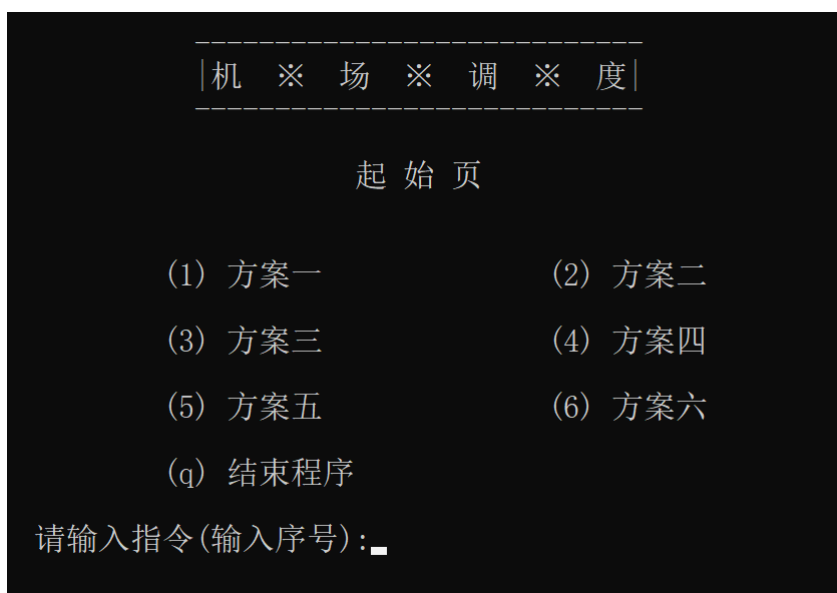 ----------------------------
|机 ※ 场 ※ 调 ※ 度|
----------------------------
起 始 页
(1) 方案一 (2) 方案二
(3) 方案三 (4) 方案四
(5) 方案五 (6) 方案六
(q) 结束程序
请输入指令(输入序号):